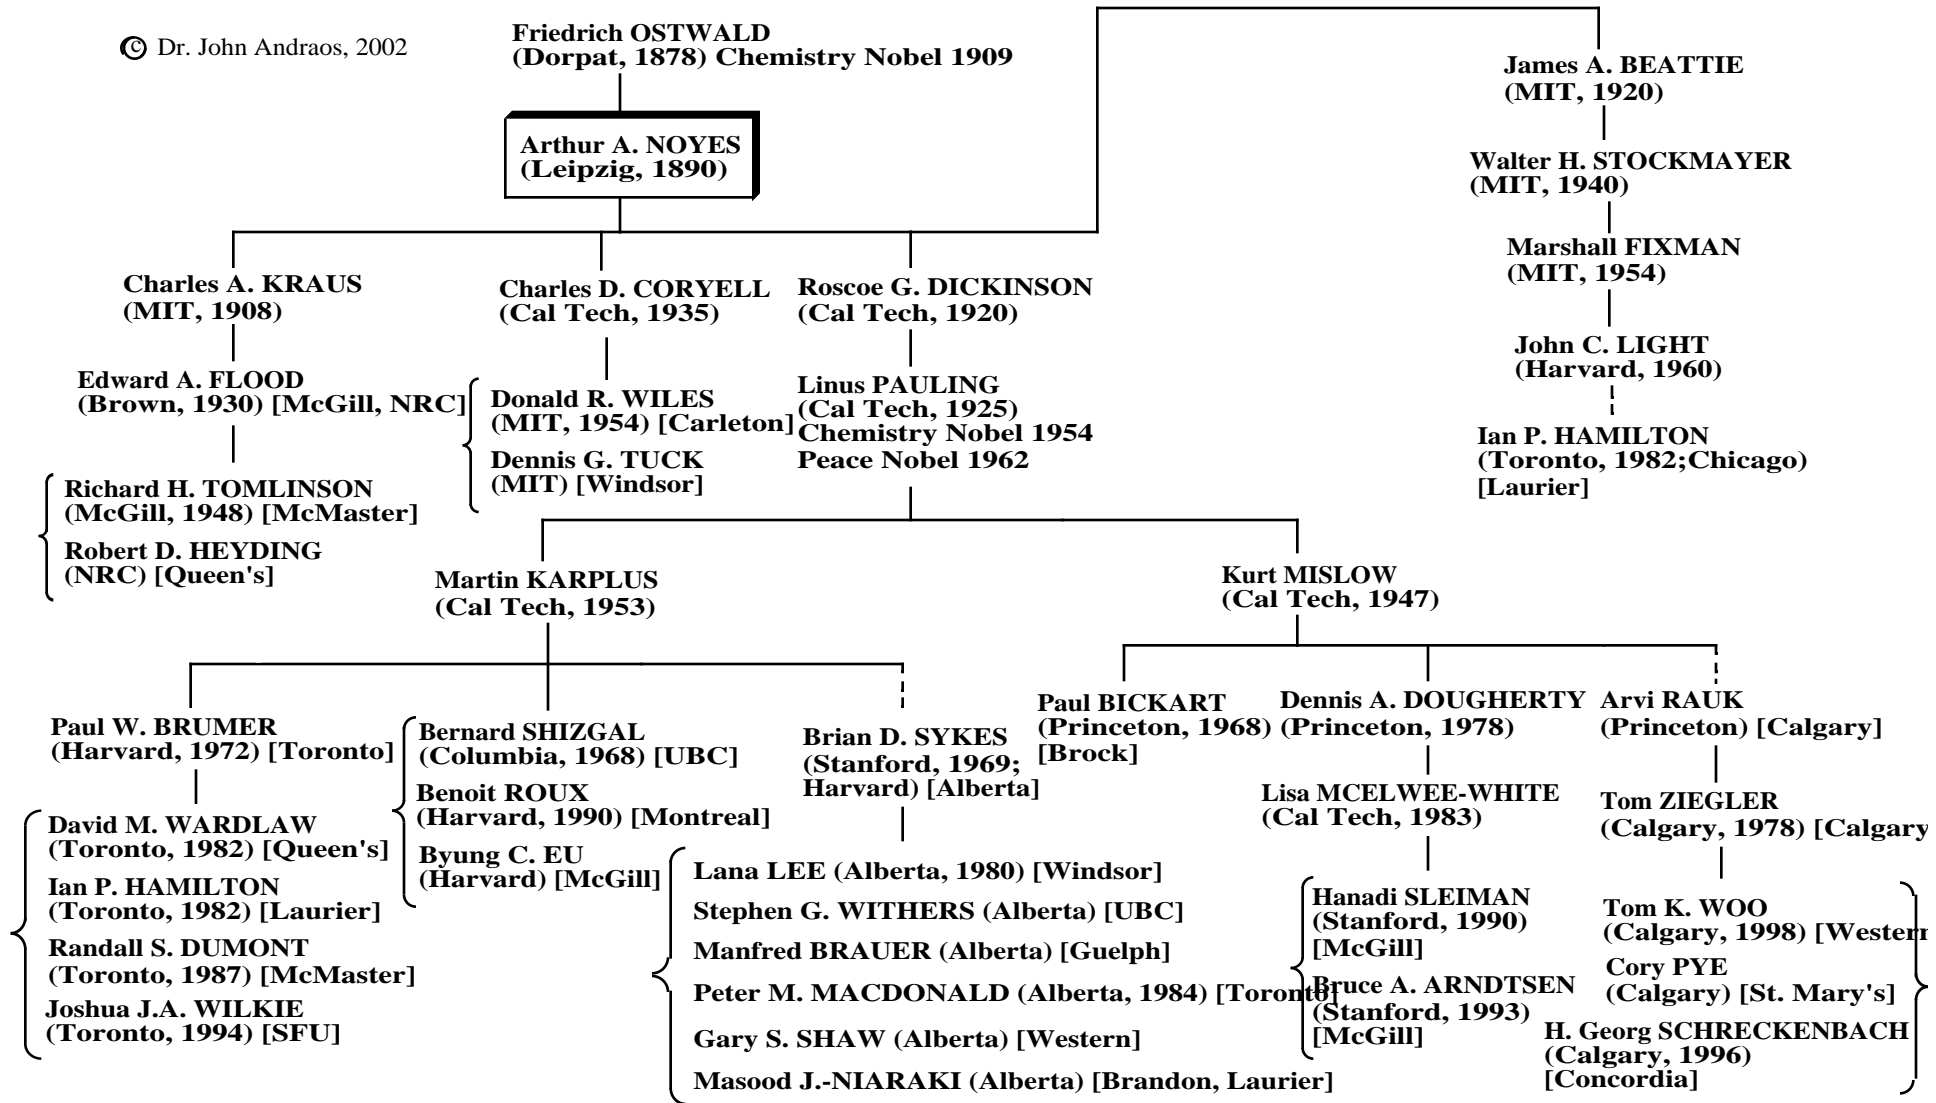 © Dr. John Andraos, 2002
Friedrich OSTWALD
(Dorpat, 1878) Chemistry Nobel 1909
Arthur A. NOYES
(Leipzig, 1890)
James A. BEATTIE
(MIT, 1920)
Walter H. STOCKMAYER
(MIT, 1940)
Marshall FIXMAN
(MIT, 1954)
John C. LIGHT
(Harvard, 1960)
Ian P. HAMILTON
(Toronto, 1982;Chicago)
[Laurier]
Charles A. KRAUS
(MIT, 1908)
Edward A. FLOOD
(Brown, 1930) [McGill, NRC]
Richard H. TOMLINSON
(McGill, 1948) [McMaster]
Robert D. HEYDING
(NRC) [Queen's]
Charles D. CORYELL
(Cal Tech, 1935)
Donald R. WILES
(MIT, 1954) [Carleton]
Dennis G. TUCK
(MIT) [Windsor]
Roscoe G. DICKINSON
(Cal Tech, 1920)
Linus PAULING
(Cal Tech, 1925)
Chemistry Nobel 1954
Peace Nobel 1962
Martin KARPLUS
(Cal Tech, 1953)
Kurt MISLOW
(Cal Tech, 1947)
Paul W. BRUMER
(Harvard, 1972) [Toronto]
David M. WARDLAW
(Toronto, 1982) [Queen's]
Ian P. HAMILTON
(Toronto, 1982) [Laurier]
Randall S. DUMONT
(Toronto, 1987) [McMaster]
Joshua J.A. WILKIE
(Toronto, 1994) [SFU]
Bernard SHIZGAL
(Columbia, 1968) [UBC]
Benoit ROUX
(Harvard, 1990) [Montreal]
Byung C. EU
(Harvard) [McGill]
Brian D. SYKES
(Stanford, 1969;
Harvard) [Alberta]
Lana LEE (Alberta, 1980) [Windsor]
Stephen G. WITHERS (Alberta) [UBC]
Manfred BRAUER (Alberta) [Guelph]
Peter M. MACDONALD (Alberta, 1984) [Toronto]
Gary S. SHAW (Alberta) [Western]
Masood J.-NIARAKI (Alberta) [Brandon, Laurier]
Paul BICKART
(Princeton, 1968)
[Brock]
Dennis A. DOUGHERTY
(Princeton, 1978)
Lisa MCELWEE-WHITE
(Cal Tech, 1983)
Hanadi SLEIMAN
(Stanford, 1990)
[McGill]
Bruce A. ARNDTSEN
(Stanford, 1993)
[McGill]
Arvi RAUK
(Princeton) [Calgary]
Tom ZIEGLER
(Calgary, 1978) [Calgary
Tom K. WOO
(Calgary, 1998) [Western
Cory PYE
(Calgary) [St. Mary's]
H. Georg SCHRECKENBACH
(Calgary, 1996)
[Concordia]